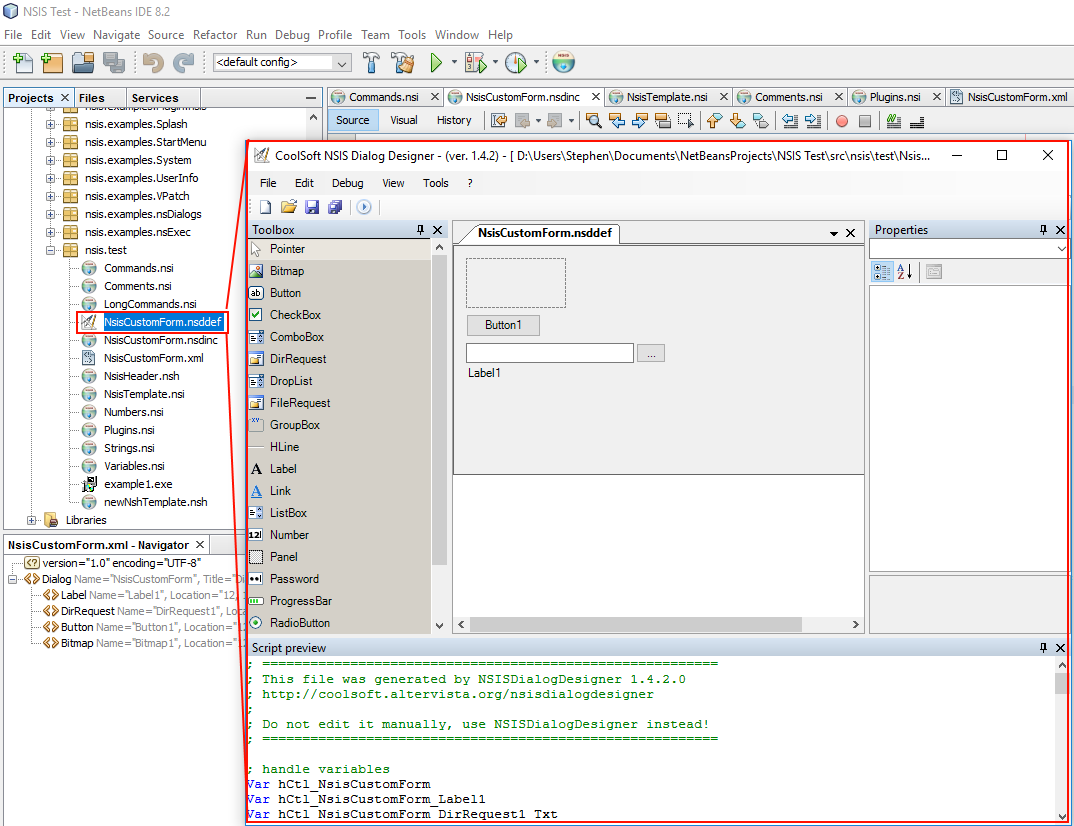 NSIS Test - NetBeans IDE 8.2
File Edit View Navigate Source Refactor Run Debug Profile Team Tools Window Help
<default config>
Projects Files Services
nsis.examples.Splash
nsis.examples.StartMenu
nsis.examples.System
nsis.examples.UserInfo
nsis.examples.VPatch
nsis.examples.nsDialogs
nsis.examples.nsExec
nsis.test
Commands.nsi
Comments.nsi
LongCommands.nsi
NsisCustomForm.nsddef
NsisCustomForm.nsdinc
NsisCustomForm.xml
NsisHeader.nsh
NsisTemplate.nsi
Numbers.nsi
Plugins.nsi
Strings.nsi
Variables.nsi
example1.exe
newNshTemplate.nsh
Libraries
NsisCustomForm.xml - Navigator
version="1.0" encoding="UTF-8"
Dialog Name="NsisCustomForm", Title="Di
Label Name="Label1", Location="12,
DirRequest Name="DirRequest1", Loca
Button Name="Button1", Location="12
Bitmap Name="Bitmap1", Location="12
Commands.nsi NsisCustomForm.nsdinc NsisTemplate.nsi Comments.nsi Plugins.nsi NsisCustomForm.xml
Source Visual History
CoolSoft NSIS Dialog Designer - (ver. 1.4.2) - [ D:\Users\Stephen\Documents\NetBeansProjects\NSIS Test\src\nsis\test\Nsis...
File Edit Debug View Tools ?
Toolbox
Pointer
Bitmap
ab Button
CheckBox
ComboBox
DirRequest
DropList
FileRequest
XY GroupBox
HLine
A Label
A Link
ListBox
12 Number
Panel
Password
ProgressBar
RadioButton
NsisCustomForm.nsddef
Button1
...
Label1
Properties
A
Z
Script preview
; =========================================================
; This file was generated by NSISDialogDesigner 1.4.2.0
; http://coolsoft.altervista.org/nsisdialogdesigner
;
; Do not edit it manually, use NSISDialogDesigner instead!
; =========================================================
; handle variables
Var hCtl_NsisCustomForm
Var hCtl_NsisCustomForm_Label1
Var hCtl_NsisCustomForm_DirRequest1_Txt